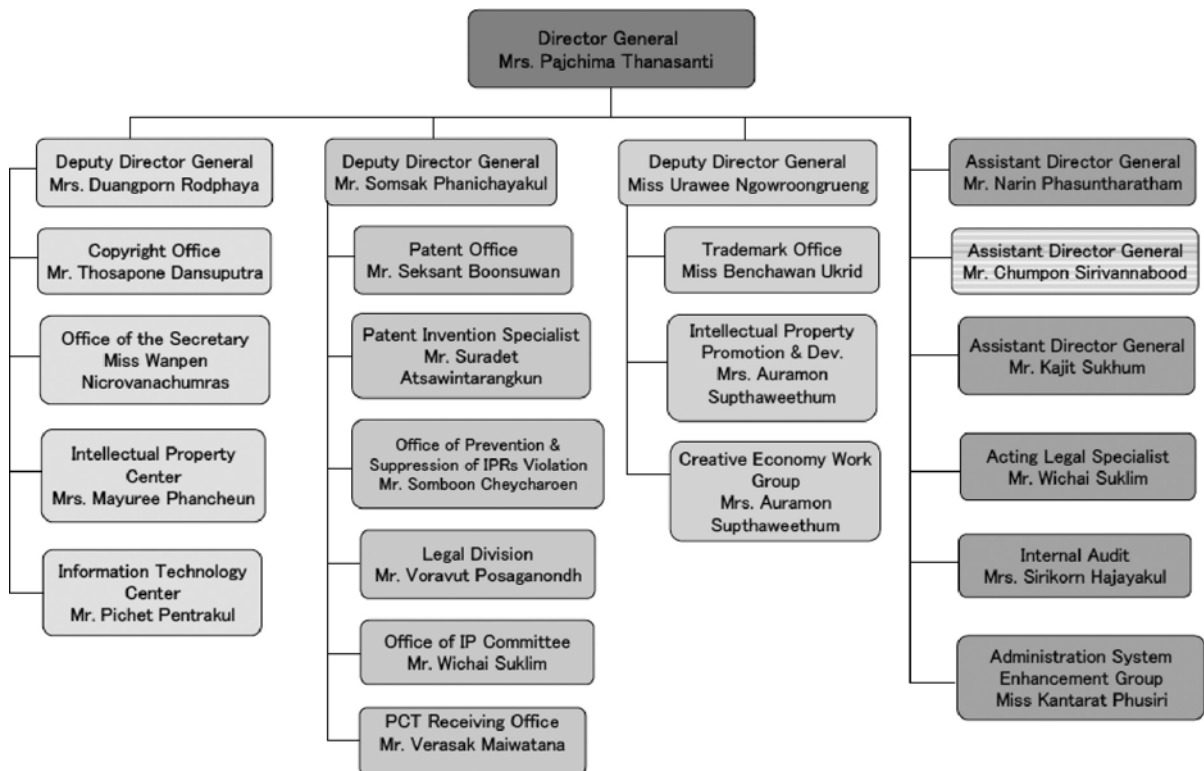 Director General
Mrs. Pajchima Thanasanti
Deputy Director General
Mrs. Duangporn Rodphaya
Copyright Office
Mr. Thosapone Dansuputra
Office of the Secretary
Miss Wanpen
Nicrovanachumras
Intellectual Property
Center
Mrs. Mayuree Phancheun
Information Technology
Center
Mr. Pichet Pentrakul
Deputy Director General
Mr. Somsak Phanichayakul
Patent Office
Mr. Seksant Boonsuwan
Patent Invention Specialist
Mr. Suradet
Atsawintarangkun
Office of Prevention &
Suppression of IPRs Violation
Mr. Somboon Cheycharoen
Legal Division
Mr. Voravut Posaganondh
Office of IP Committee
Mr. Wichai Suklim
PCT Receiving Office
Mr. Verasak Maiwatana
Deputy Director General
Miss Urawee Ngowroongrueng
Trademark Office
Miss Benchawan Ukrid
Intellectual Property
Promotion & Dev.
Mrs. Auramon
Supthaweethum
Creative Economy Work
Group
Mrs. Auramon
Supthaweethum
Assistant Director General
Mr. Narin Phasuntharatham
Assistant Director General
Mr. Chumpon Sirivannabood
Assistant Director General
Mr. Kajit Sukhum
Acting Legal Specialist
Mr. Wichai Suklim
Internal Audit
Mrs. Sirikorn Hajayakul
Administration System
Enhancement Group
Miss Kantarat Phusiri